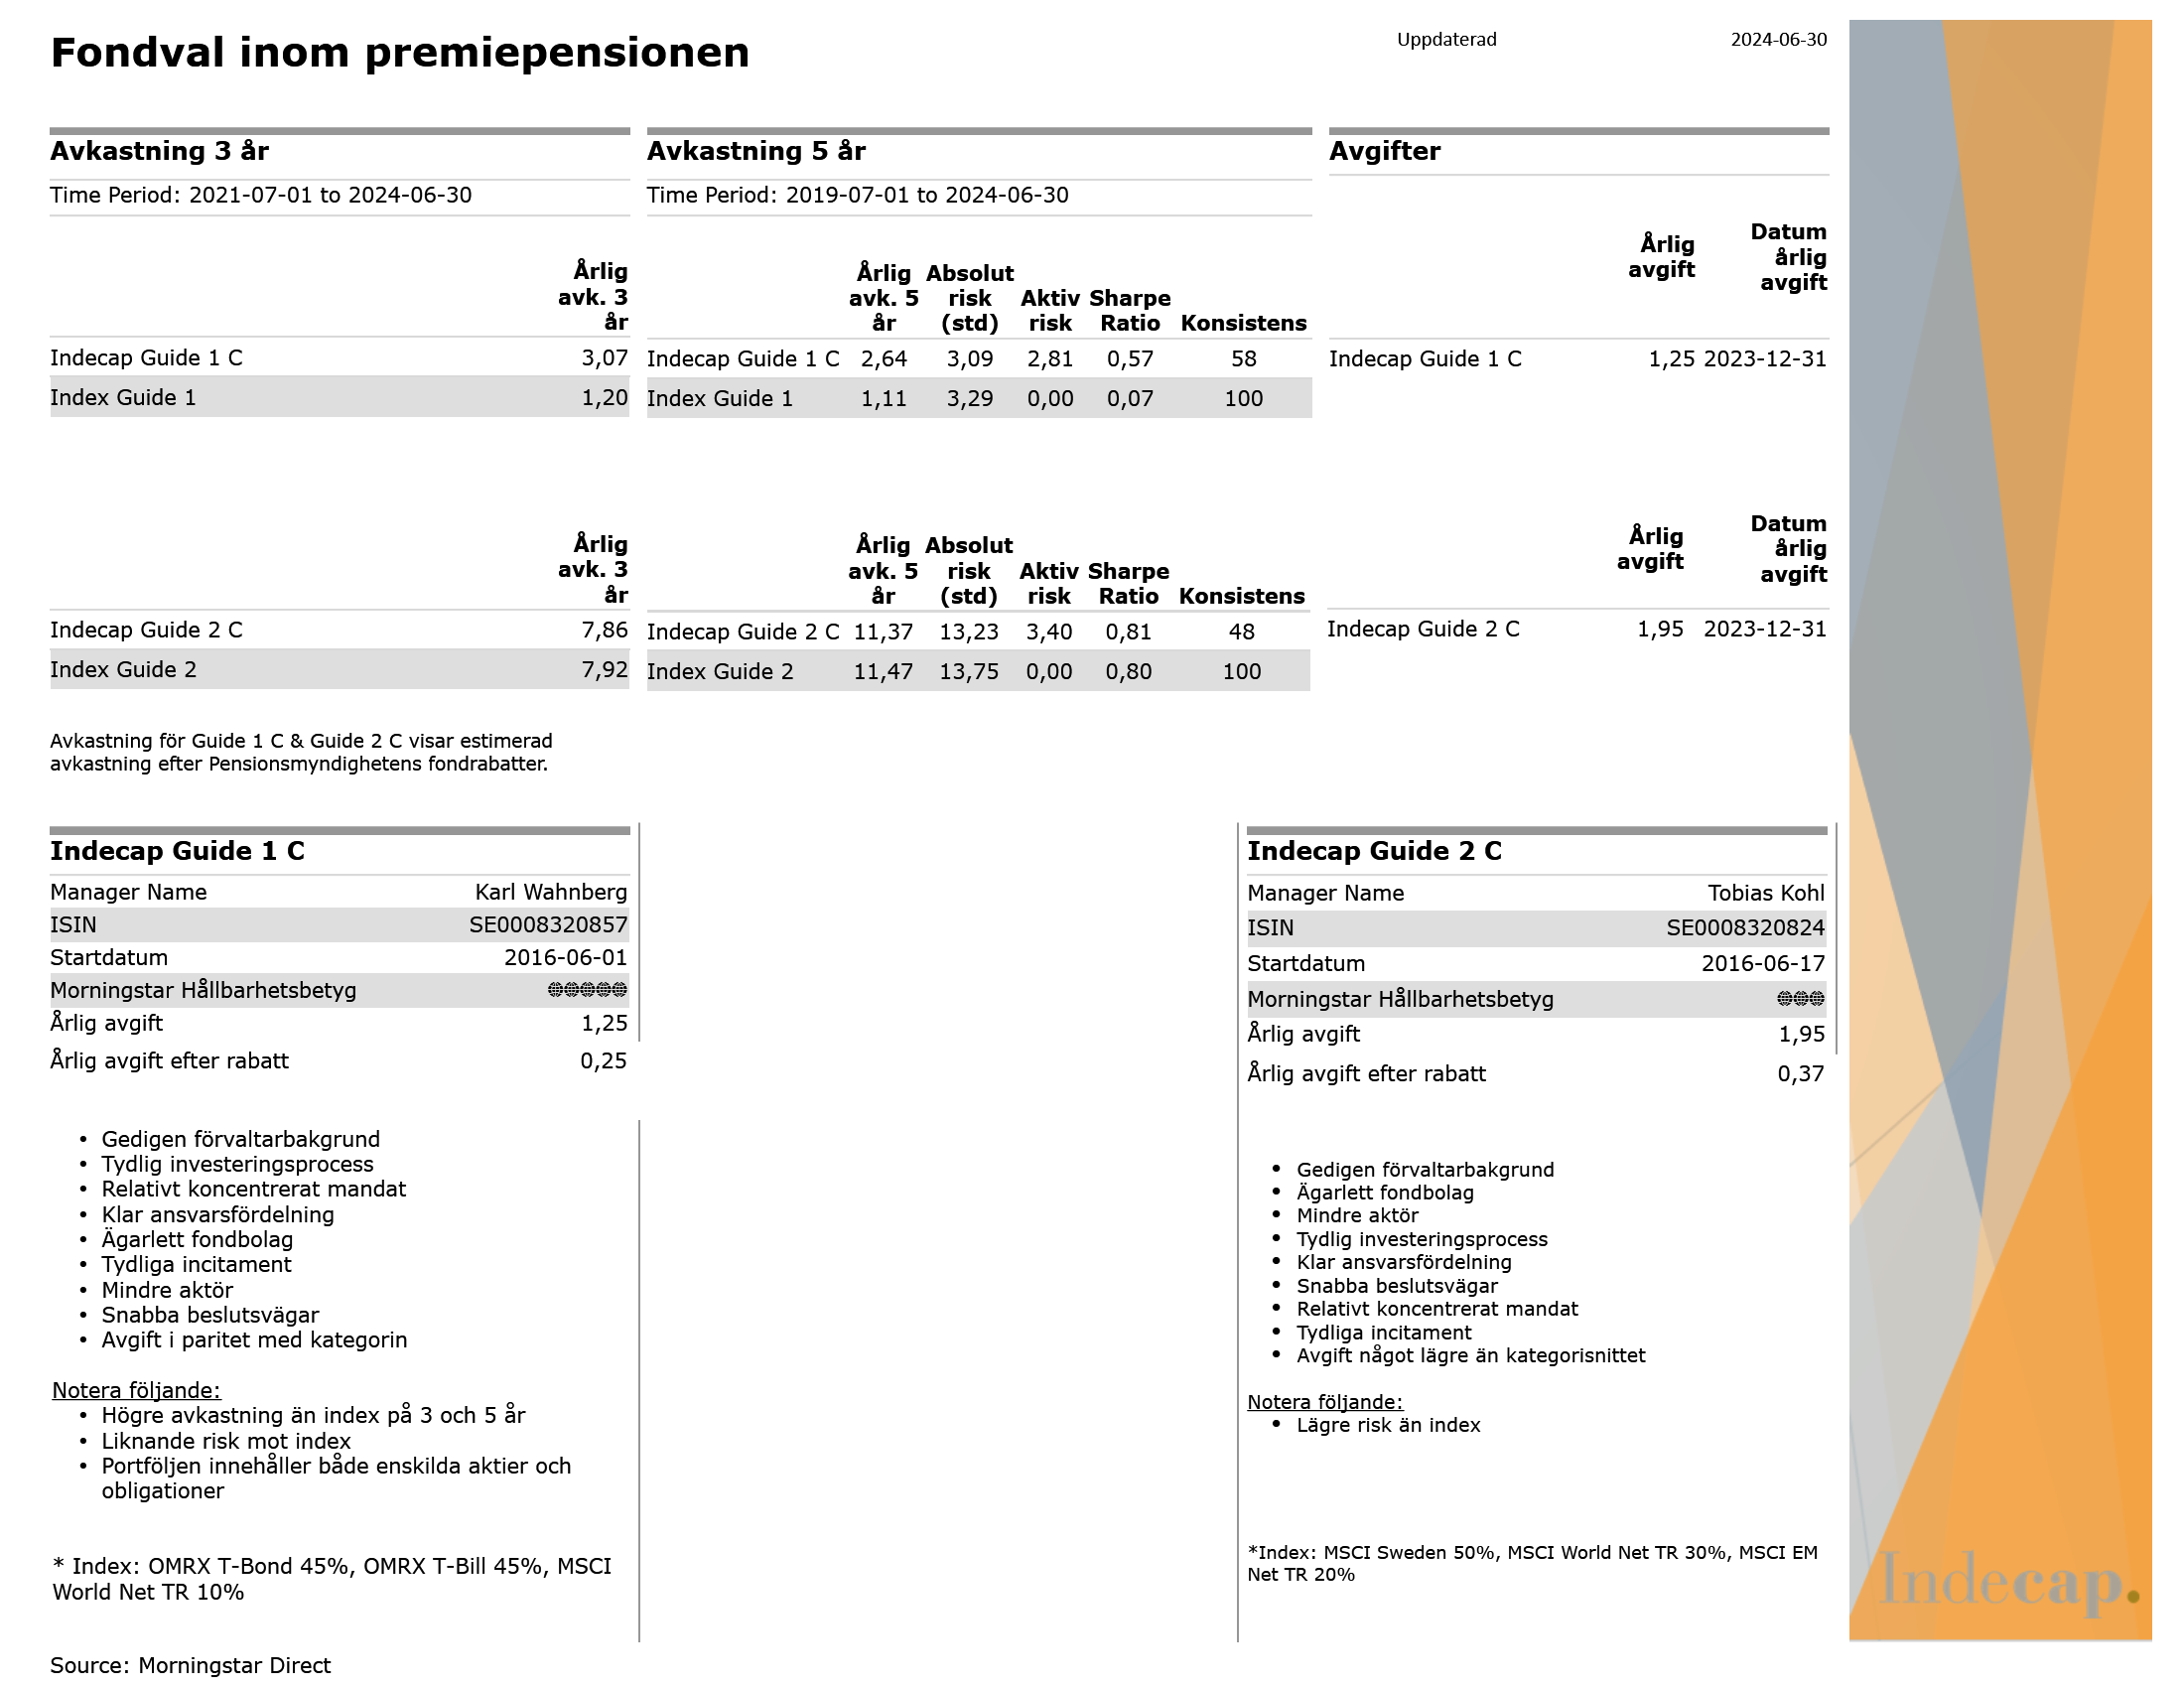 Fondval inom premiepensionen
Uppdaterad 2024-06-30
Avkastning 3 år
Time Period: 2021-07-01 to 2024-06-30
Årlig
avk. 3
år
Indecap Guide 1 C 3,07
Index Guide 1 1,20
Avkastning 5 år
Time Period: 2019-07-01 to 2024-06-30
Årlig Absolut
avk. 5 risk Aktiv Sharpe
år (std) risk Ratio Konsistens
Indecap Guide 1 C 2,64 3,09 2,81 0,57 58
Index Guide 1 1,11 3,29 0,00 0,07 100
Avgifter
Datum
Årlig årlig
avgift avgift
Indecap Guide 1 C 1,25 2023-12-31
Årlig
avk. 3
år
Indecap Guide 2 C 7,86
Index Guide 2 7,92
Årlig Absolut
avk. 5 risk Aktiv Sharpe
år (std) risk Ratio Konsistens
Indecap Guide 2 C 11,37 13,23 3,40 0,81 48
Index Guide 2 11,47 13,75 0,00 0,80 100
Datum
Årlig årlig
avgift avgift
Indecap Guide 2 C 1,95 2023-12-31
Avkastning för Guide 1 C & Guide 2 C visar estimerad
avkastning efter Pensionsmyndighetens fondrabatter.
Indecap Guide 1 C
Manager Name Karl Wahnberg
ISIN SE0008320857
Startdatum 2016-06-01
Morningstar Hållbarhetsbetyg
Årlig avgift 1,25
Årlig avgift efter rabatt 0,25
• Gedigen förvaltarbakgrund
• Tydlig investeringsprocess
• Relativt koncentrerat mandat
• Klar ansvarsfördelning
• Ägarlett fondbolag
• Tydliga incitament
• Mindre aktör
• Snabba beslutsvägar
• Avgift i paritet med kategorin
Notera följande:
• Högre avkastning än index på 3 och 5 år
• Liknande risk mot index
• Portföljen innehåller både enskilda aktier och
obligationer
* Index: OMRX T-Bond 45%, OMRX T-Bill 45%, MSCI
World Net TR 10%
Indecap Guide 2 C
Manager Name Tobias Kohl
ISIN SE0008320824
Startdatum 2016-06-17
Morningstar Hållbarhetsbetyg
Årlig avgift 1,95
Årlig avgift efter rabatt 0,37
• Gedigen förvaltarbakgrund
• Ägarlett fondbolag
• Mindre aktör
• Tydlig investeringsprocess
• Klar ansvarsfördelning
• Snabba beslutsvägar
• Relativt koncentrerat mandat
• Tydliga incitament
• Avgift något lägre än kategorisnittet
Notera följande:
• Lägre risk än index
*Index: MSCI Sweden 50%, MSCI World Net TR 30%, MSCI EM
Net TR 20%
Indecap.
Source: Morningstar Direct